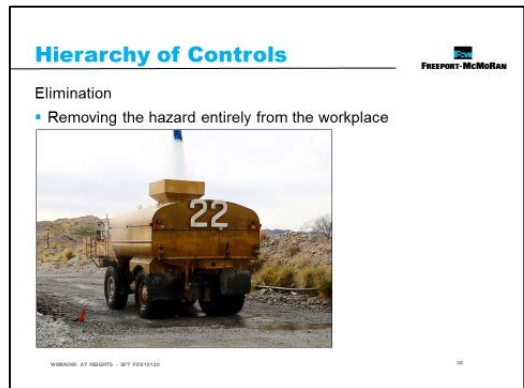 Hierarchy of Controls
FREEPORT-MCMORAN
Elimination
▪ Removing the hazard entirely from the workplace
22
WORKING AT HEIGHTS - SFT FCX1012C